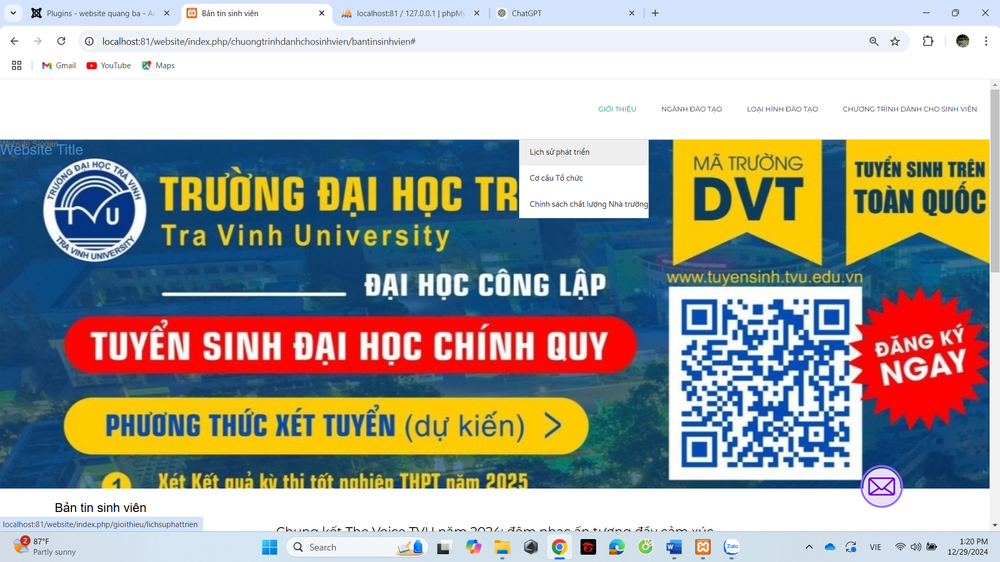 Plugins - website quang ba - Ac
Bản tin sinh viên
localhost:81 / 127.0.0.1 | phpMy
ChatGPT
localhost:81/website/index.php/chuongtrinhdanhchosinhvien/bantinsinhvien#
Gmail
YouTube
Maps
GIỚI THIỆU
NGÀNH ĐÀO TẠO
LOẠI HÌNH ĐÀO TẠO
CHƯƠNG TRÌNH DÀNH CHO SINH VIÊN
Website Slogan
Website Title
Lịch sử phát triển
Cơ cấu Tổ chức
Chính sách chất lượng Nhà trường
TRƯỜNG ĐẠI HỌC TRÀ VINH
TVU
TRA VINH UNIVERSITY
TRƯỜNG ĐẠI HỌC TR
Tra Vinh University
ĐẠI HỌC CÔNG LẬP
TUYỂN SINH ĐẠI HỌC CHÍNH QUY
PHƯƠNG THỨC XÉT TUYỂN (dự kiến) >
1 Xét Kết quả kỳ thi tốt nghiệp THPT năm 2025
MÃ TRƯỜNG
DVT
TUYỂN SINH TRÊN
TOÀN QUỐC
www.tuyensinh.tvu.edu.vn
ĐĂNG KÝ
NGAY
Bản tin sinh viên
Chung kết The Voice TVU năm 2024: đêm nhạc ấn tượng đầy cảm xúc
localhost:81/website/index.php/gioithieu/lichsuphattrien
2
87°F
Partly sunny
Search
Zalo
VIE
1:20 PM
12/29/2024